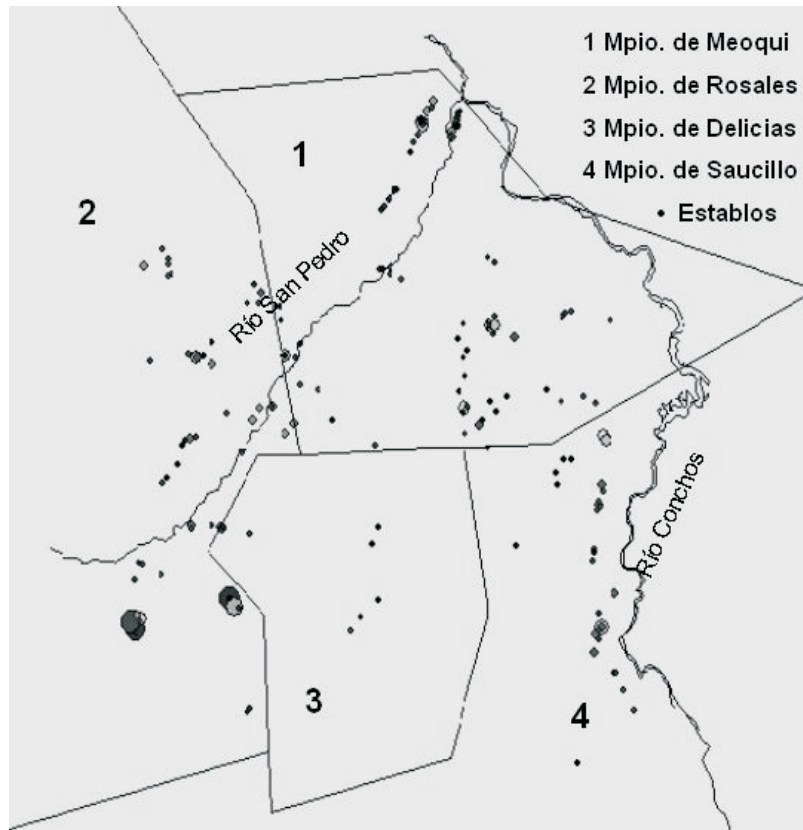 1 Mpio. de Meoqui
2 Mpio. de Rosales
3 Mpio. de Delicias
4 Mpio. de Saucillo
Establos
1
2
Río San Pedro
Río Conchos
3
4